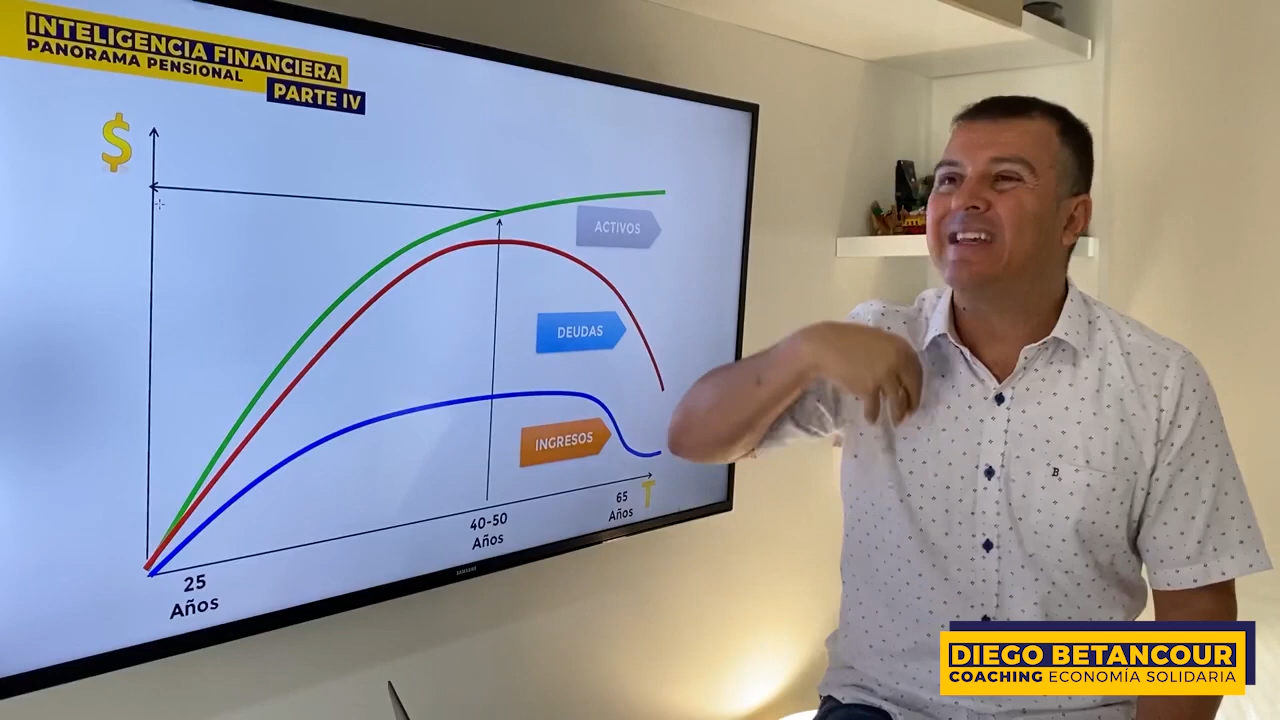 INTELIGENCIA FINANCIERA
PANORAMA PENSIONAL
PARTE IV
$
ACTIVOS
DEUDAS
INGRESOS
25
Años
40-50
Años
65
Años
T
SAMSUNG
B
DIEGO BETANCOUR
COACHING ECONOMÍA SOLIDARIA